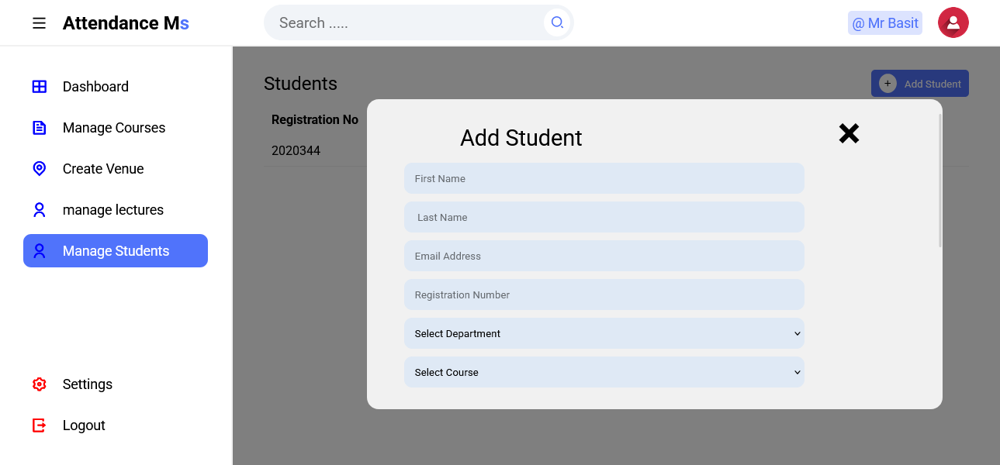 Attendance Ms
Search .....
@ Mr Basit
Dashboard
Manage Courses
Create Venue
manage lectures
Manage Students
Settings
Logout
Students
+ Add Student
Registration No
2020344
Add Student
First Name
Last Name
Email Address
Registration Number
Select Department
Select Course